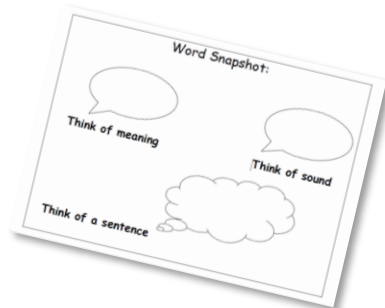 Word Snapshot:
Think of meaning
Think of sound
Think of a sentence